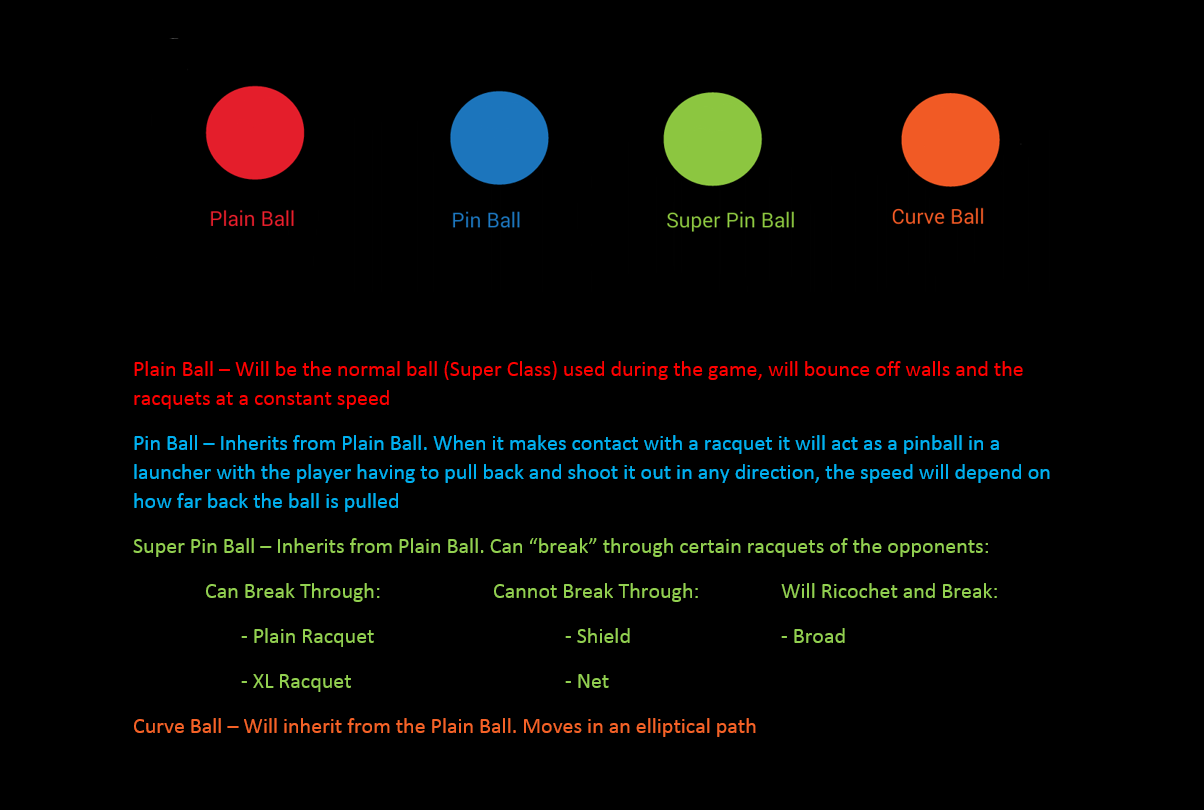 Plain Ball
Pin Ball
Super Pin Ball
Curve Ball
Plain Ball – Will be the normal ball (Super Class) used during the game, will bounce off walls and the
racquets at a constant speed
Pin Ball – Inherits from Plain Ball. When it makes contact with a racquet it will act as a pinball in a
launcher with the player having to pull back and shoot it out in any direction, the speed will depend on
how far back the ball is pulled
Super Pin Ball – Inherits from Plain Ball. Can “break” through certain racquets of the opponents:
Can Break Through: Cannot Break Through: Will Ricochet and Break:
- Plain Racquet - Shield - Broad
- XL Racquet - Net
Curve Ball – Will inherit from the Plain Ball. Moves in an elliptical path